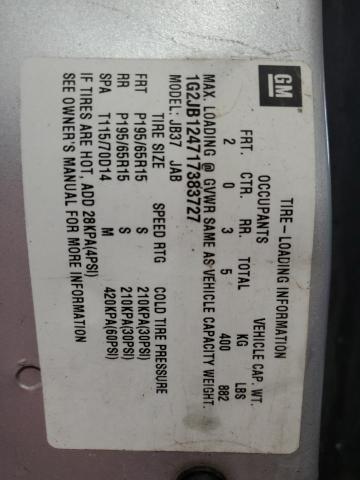 GM
TIRE-LOADING INFORMATION
OCCUPANTS VEHICLE CAP. WT.
FRT. CTR. RR. TOTAL KG LBS
2 0 3 5 400 882
MAX. LOADING @ GVWR SAME AS VEHICLE CAPACITY WEIGHT.
1G2JB124717383727
MODEL: JB37 JAB
TIRE SIZE SPEED RTG COLD TIRE PRESSURE
FRT P195/65R15 S 210KPA(30PSI)
RR P195/65R15 S 210KPA(30PSI)
SPA T115/70D14 M 420KPA(60PSI)
IF TIRES ARE HOT, ADD 28KPA(4PSI)
SEE OWNER'S MANUAL FOR MORE INFORMATION